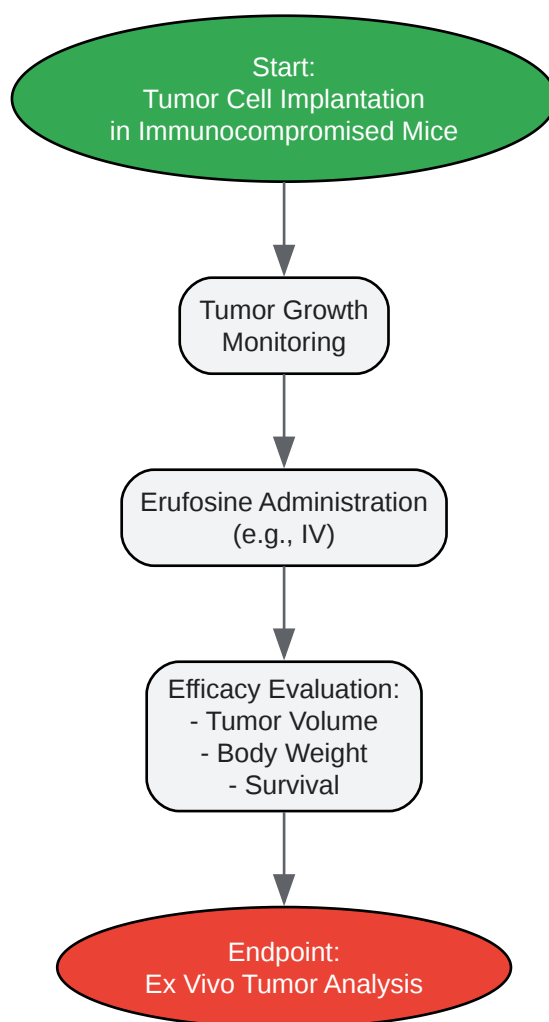 Start:
Tumor Cell Implantation
in Immunocompromised Mice
Tumor Growth
Monitoring
Erufosine Administration
(e.g., IV)
Efficacy Evaluation:
- Tumor Volume
- Body Weight
- Survival
Endpoint:
Ex Vivo Tumor Analysis